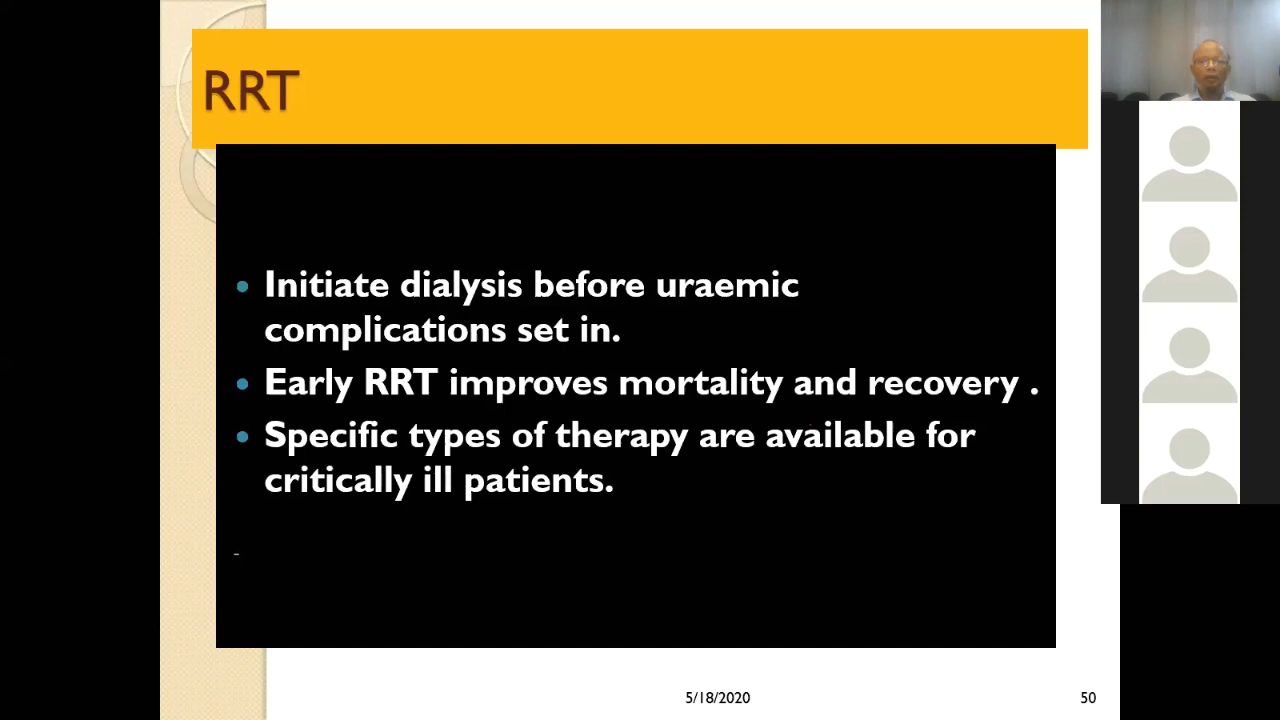 RRT
Initiate dialysis before uraemic
complications set in.
Early RRT improves mortality and recovery .
Specific types of therapy are available for
critically ill patients.
-
5/18/2020
50